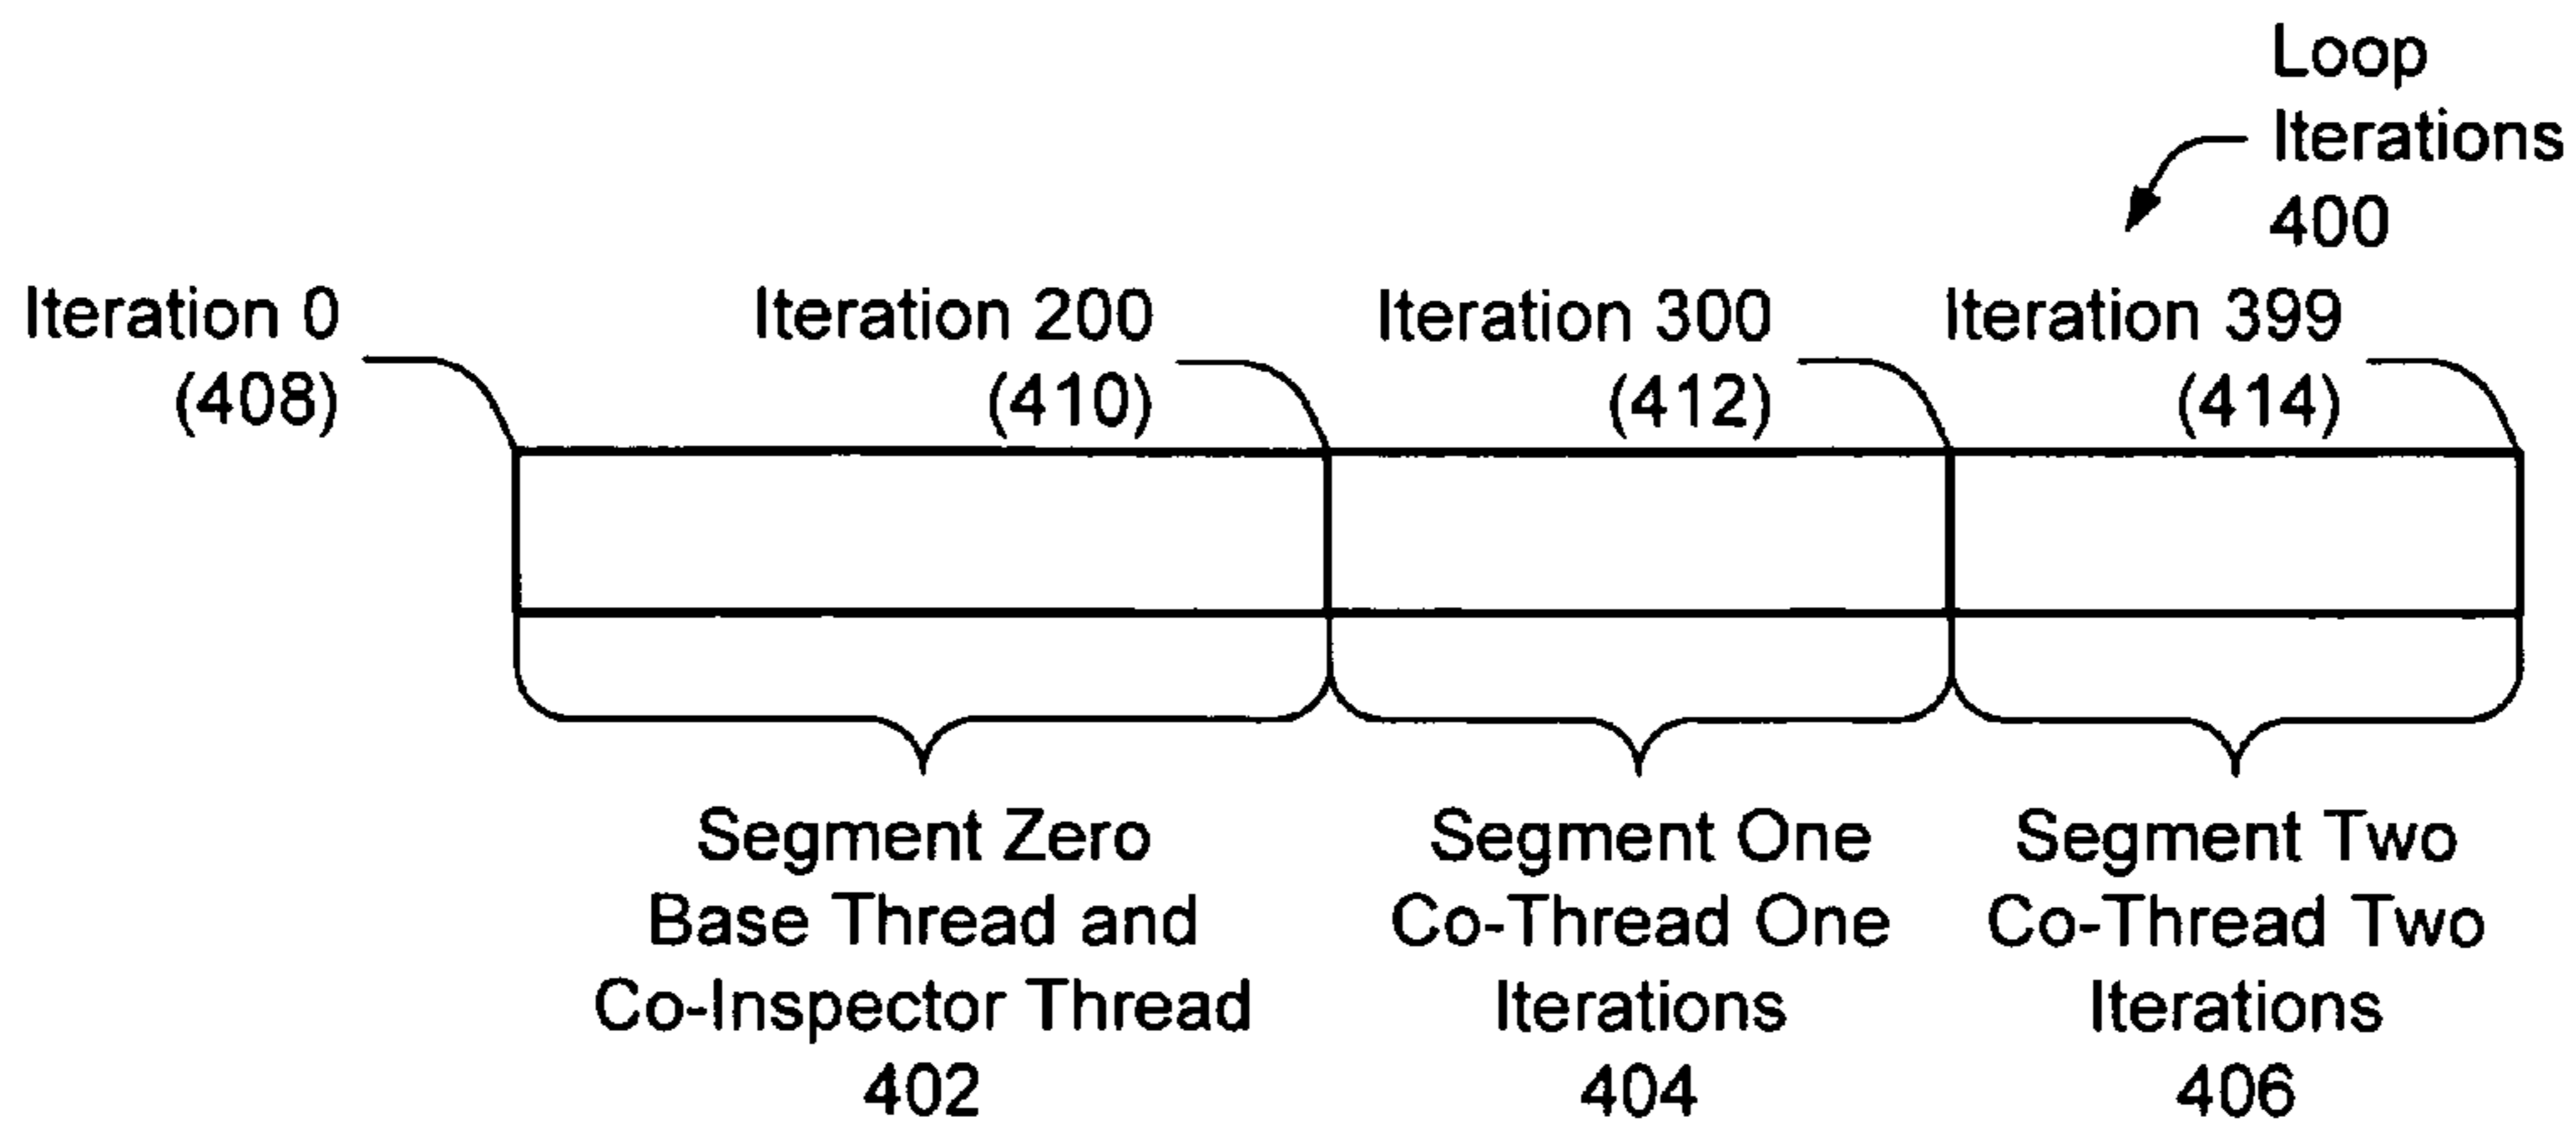 Loop
Iterations
400
Iteration 0
(408)
Iteration 200
(410)
Iteration 300
(412)
Iteration 399
(414)
Segment Zero
Base Thread and
Co-Inspector Thread
402
Segment One
Co-Thread One
Iterations
404
Segment Two
Co-Thread Two
Iterations
406